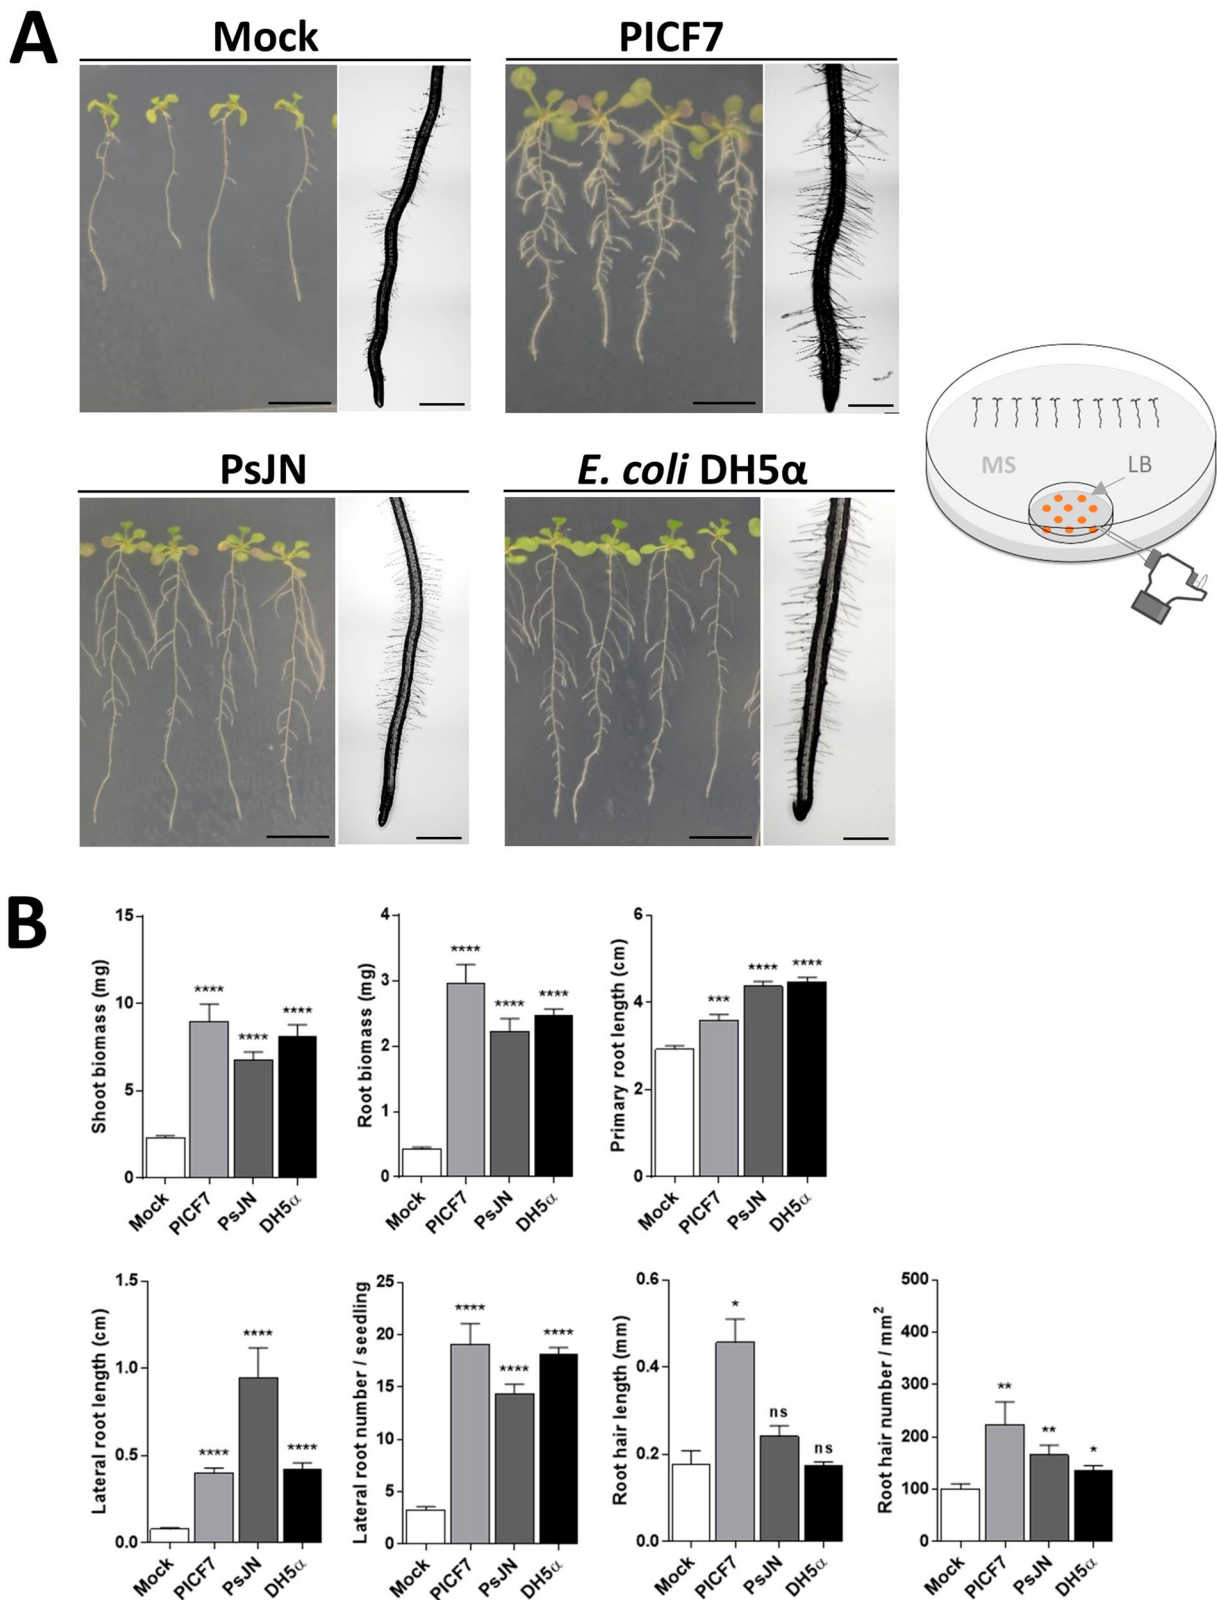 A
Mock
PICF7
PsJN
E. coli DH5α
MS
LB
B
Shoot biomass (mg)
15
10
5
0
****
****
****
Mock
PICF7
PsJN
DH5α
Root biomass (mg)
4
3
2
1
0
****
****
****
Mock
PICF7
PsJN
DH5α
Primary root length (cm)
6
4
2
0
***
****
****
Mock
PICF7
PsJN
DH5α
Lateral root length (cm)
1.5
1.0
0.5
0.0
****
****
****
Mock
PICF7
PsJN
DH5α
Lateral root number / seedling
25
20
15
10
5
0
****
****
****
Mock
PICF7
PsJN
DH5α
Root hair length (mm)
0.6
0.4
0.2
0.0
*
ns
ns
Mock
PICF7
PsJN
DH5α
Root hair number / mm²
500
400
300
200
100
0
**
**
*
Mock
PICF7
PsJN
DH5α